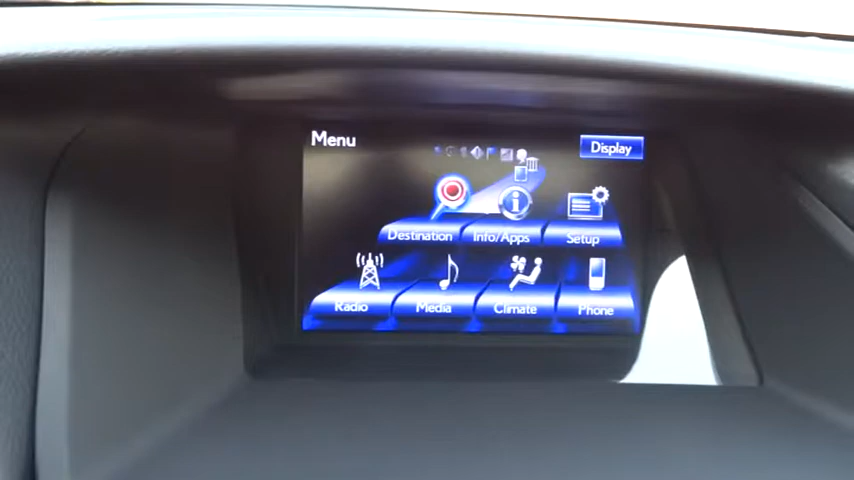 Menu
Display
Destination
Info/Apps
Setup
Radio
Media
Climate
Phone